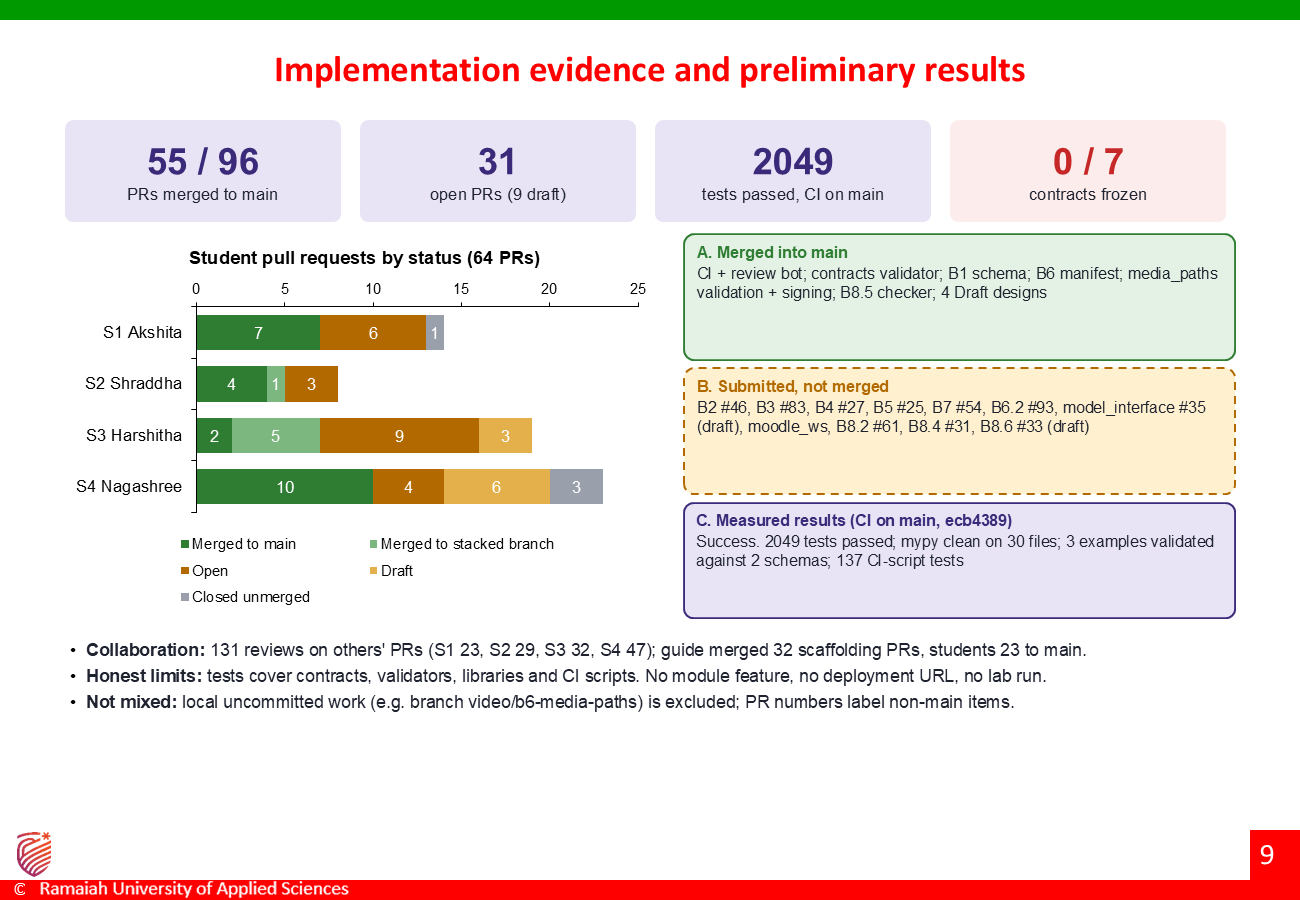 Implementation evidence and preliminary results
55 / 96
PRs merged to main
31
open PRs (9 draft)
2049
tests passed, CI on main
0 / 7
contracts frozen
Student pull requests by status (64 PRs)
0 5 10 15 20 25
S1 Akshita 7 6 1
S2 Shraddha 4 1 3
S3 Harshitha 2 5 9 3
S4 Nagashree 10 4 6 3
Merged to main Merged to stacked branch
Open Draft
Closed unmerged
A. Merged into main
CI + review bot; contracts validator; B1 schema; B6 manifest; media_paths
validation + signing; B8.5 checker; 4 Draft designs
B. Submitted, not merged
B2 #46, B3 #83, B4 #27, B5 #25, B7 #54, B6.2 #93, model_interface #35
(draft), moodle_ws, B8.2 #61, B8.4 #31, B8.6 #33 (draft)
C. Measured results (CI on main, ecb4389)
Success. 2049 tests passed; mypy clean on 30 files; 3 examples validated
against 2 schemas; 137 CI-script tests
• Collaboration: 131 reviews on others' PRs (S1 23, S2 29, S3 32, S4 47); guide merged 32 scaffolding PRs, students 23 to main.
• Honest limits: tests cover contracts, validators, libraries and CI scripts. No module feature, no deployment URL, no lab run.
• Not mixed: local uncommitted work (e.g. branch video/b6-media-paths) is excluded; PR numbers label non-main items.
9
© Ramaiah University of Applied Sciences